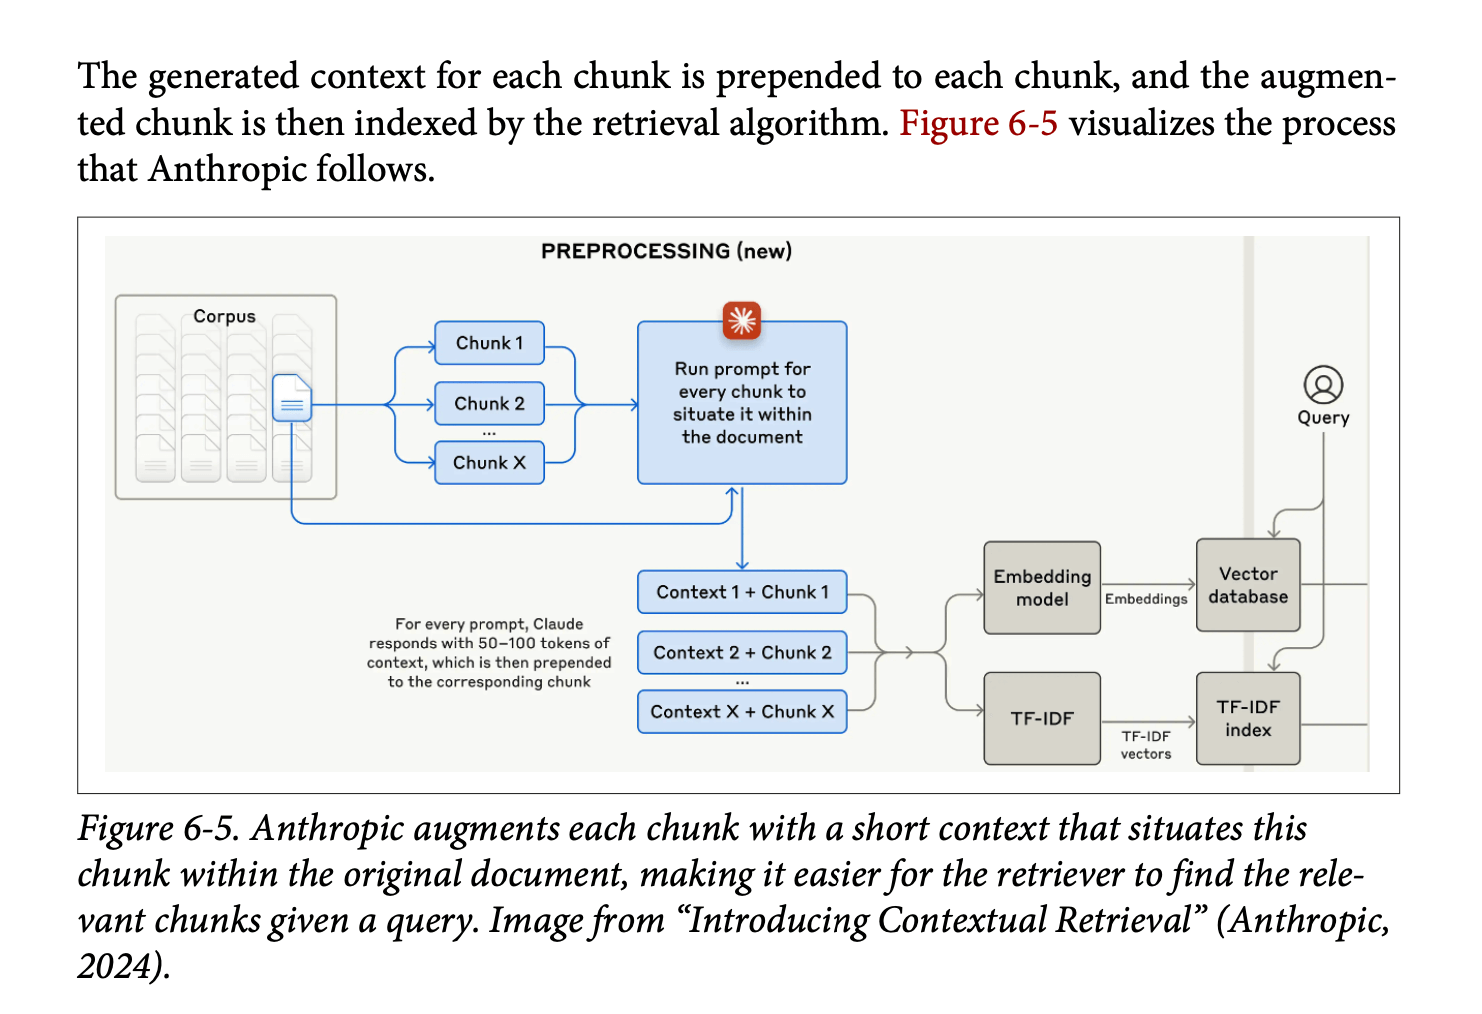 The generated context for each chunk is prepended to each chunk, and the augmen-
ted chunk is then indexed by the retrieval algorithm. Figure 6-5 visualizes the process
that Anthropic follows.
PREPROCESSING (new)
Corpus
Chunk 1
Chunk 2
...
Chunk X
Run prompt for
every chunk to
situate it within
the document
Query
For every prompt, Claude
responds with 50–100 tokens of
context, which is then prepended
to the corresponding chunk
Context 1 + Chunk 1
Context 2 + Chunk 2
...
Context X + Chunk X
Embedding
model
Embeddings
Vector
database
TF-IDF
TF-IDF
vectors
TF-IDF
index
Figure 6-5. Anthropic augments each chunk with a short context that situates this
chunk within the original document, making it easier for the retriever to find the rele-
vant chunks given a query. Image from “Introducing Contextual Retrieval” (Anthropic,
2024).